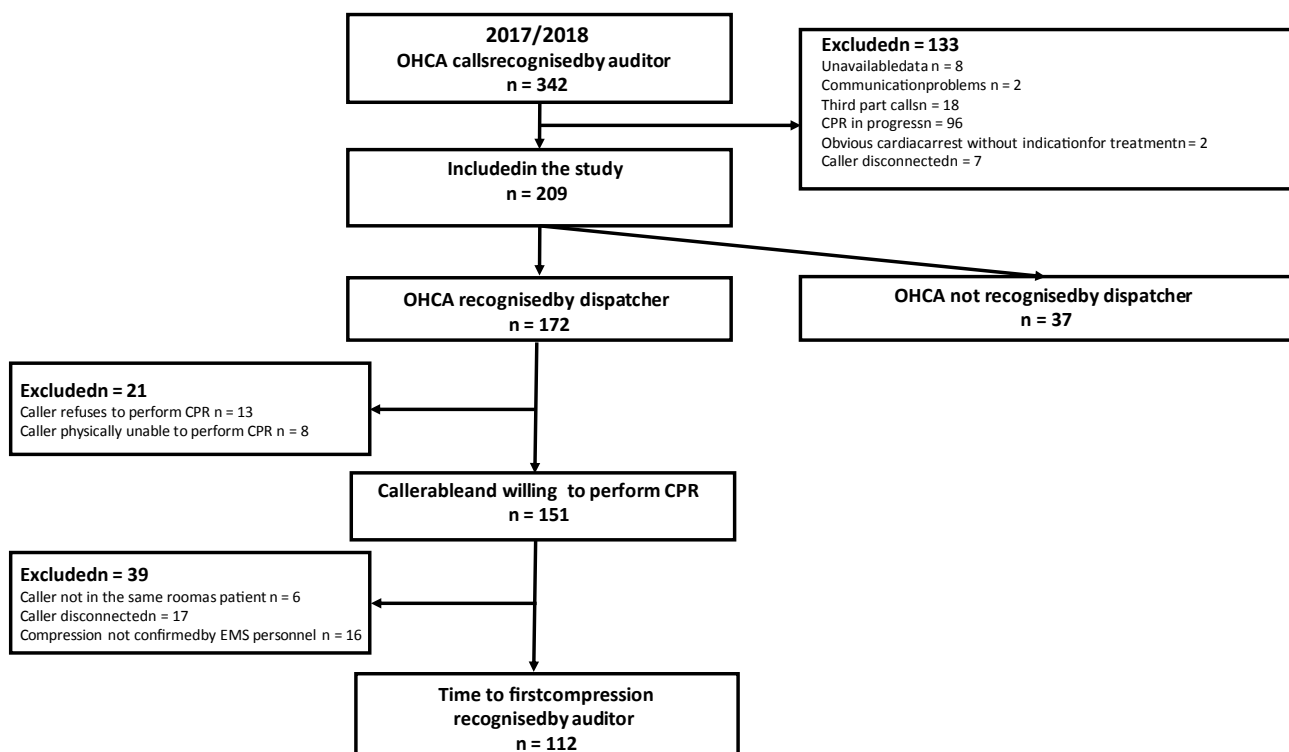 2017/2018
OHCA callsrecognisedby auditor
n = 342
Excludedn = 133
Unavailabledata n = 8
Communicationproblems n = 2
Third part callsn = 18
CPR in progressn = 96
Obvious cardiacarrest without indicationfor treatmentn = 2
Caller disconnectedn = 7
Includedin the study
n = 209
OHCA recognisedby dispatcher
n = 172
OHCA not recognisedby dispatcher
n = 37
Excludedn = 21
Caller refuses to perform CPR n = 13
Caller physically unable to perform CPR n = 8
Callerableand willing to perform CPR
n = 151
Excludedn = 39
Caller not in the same roomas patient n = 6
Caller disconnectedn = 17
Compression not confirmedby EMS personnel n = 16
Time to firstcompression
recognisedby auditor
n = 112